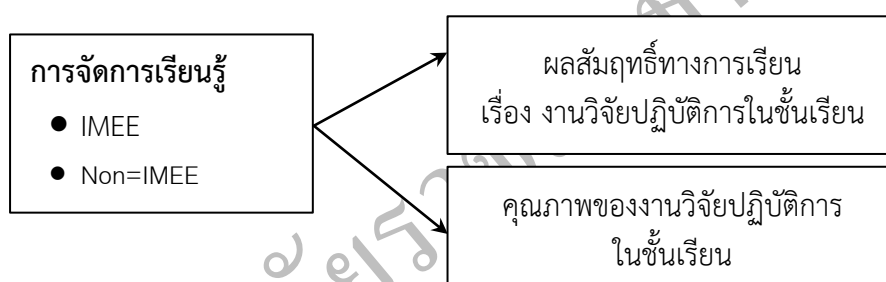 การจัดการเรียนรู้
● IMEE
● Non=IMEE
ผลสัมฤทธิ์ทางการเรียน
เรื่อง งานวิจัยปฏิบัติการในชั้นเรียน
คุณภาพของงานวิจัยปฏิบัติการ
ในชั้นเรียน